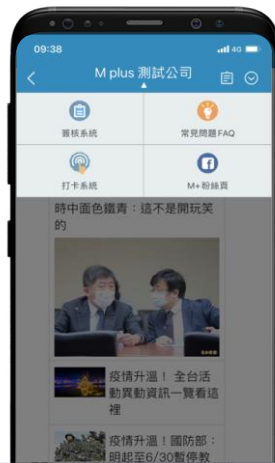 09:38
4G
M plus 測試公司
簽核系統
常見問題FAQ
打卡系統
M+粉絲頁
時中面色鐵青：這不是開玩笑
的
疫情升溫！ 全台活
動異動資訊一覽看這
裡
疫情升溫！國防部：
明起至6/30暫停教